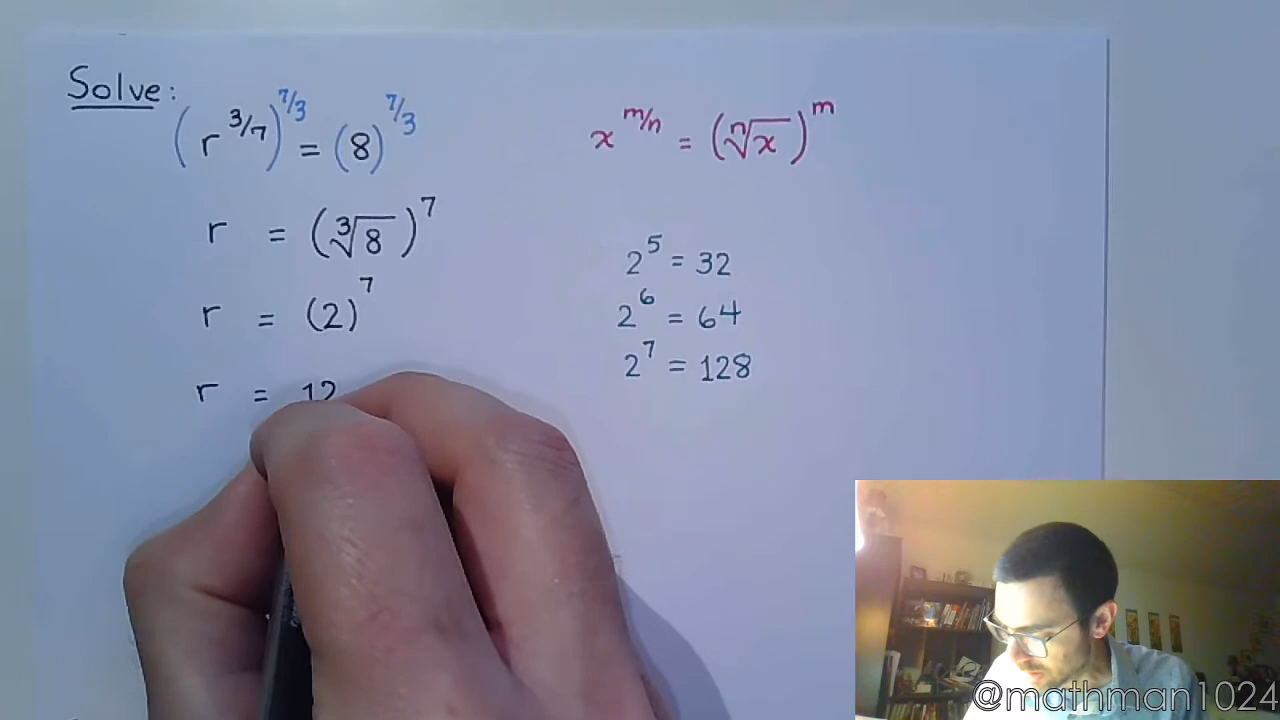 Solve:
(r^{3/7})^{7/3} = (8)^{7/3}
r = (∛8)^7
r = (2)^7
r = 12
x^{m/n} = (ⁿ√x)^m
2^5 = 32
2^6 = 64
2^7 = 128
@mathman1024